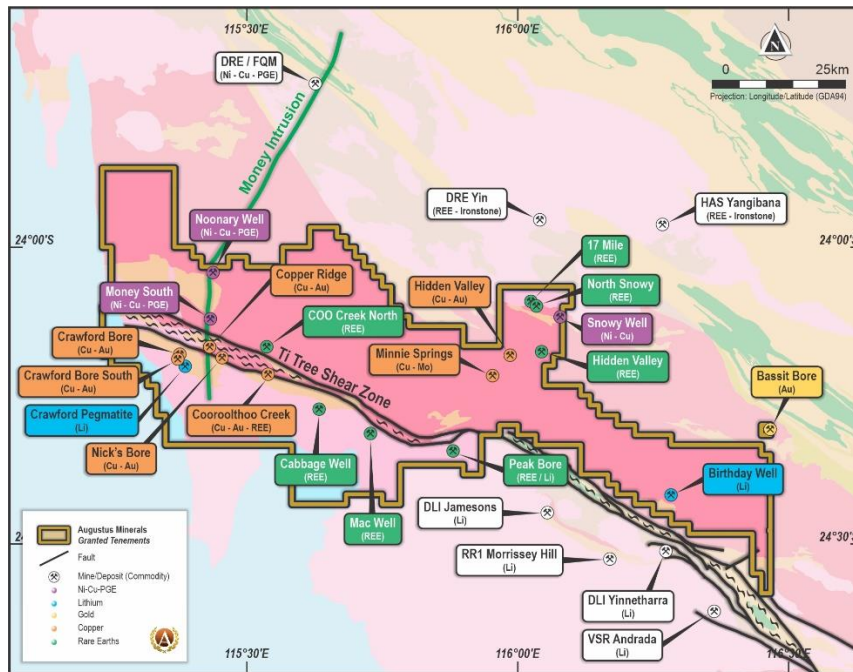 115°30'E
116°00'E
DRE / FQM
(Ni - Cu - PGE)
N
0 25km
Projection: Longitude/Latitude (GDA94)
Money Intrusion
DRE Yin
(REE - Ironstone)
HAS Yangibana
(REE - Ironstone)
Noonary Well
(Ni - Cu - PGE)
24°00'S
24°00'S
17 Mile
(REE)
Copper Ridge
(Cu - Au)
Hidden Valley
(Cu - Au)
North Snowy
(REE)
Money South
(Ni - Cu - PGE)
COO Creek North
(REE)
Snowy Well
(Ni - Cu)
Crawford Bore
(Cu - Au)
Ti Tree Shear Zone
Minnie Springs
(Cu - Mo)
Hidden Valley
(REE)
Crawford Bore South
(Cu - Au)
Bassit Bore
(Au)
Crawford Pegmatite
(Li)
Cooroolthoo Creek
(Cu - Au - REE)
Nick's Bore
(Cu - Au)
Cabbage Well
(REE)
Peak Bore
(REE / Li)
Birthday Well
(Li)
Mac Well
(REE)
DLI Jamesons
(Li)
24°
24°30'S
RR1 Morrissey Hill
(Li)
DLI Yinnetharra
(Li)
VSR Andrada
(Li)
Augustus Minerals
Granted Tenements
Fault
Mine/Deposit (Commodity)
Ni-Cu-PGE
Lithium
Gold
Copper
Rare Earths
A
115°30'E
116°00'E